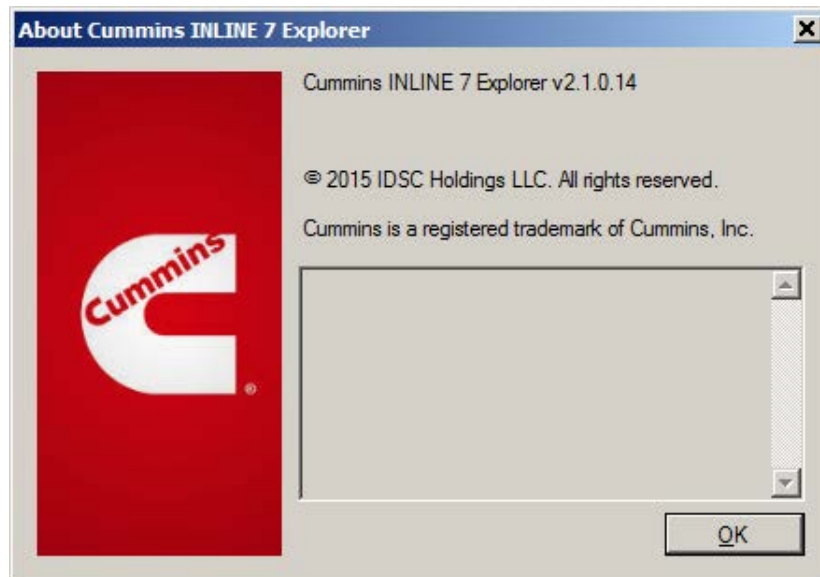 About Cummins INLINE 7 Explorer
Cummins INLINE 7 Explorer v2.1.0.14
© 2015 IDSC Holdings LLC. All rights reserved.
Cummins is a registered trademark of Cummins, Inc.
Cummins
®
OK